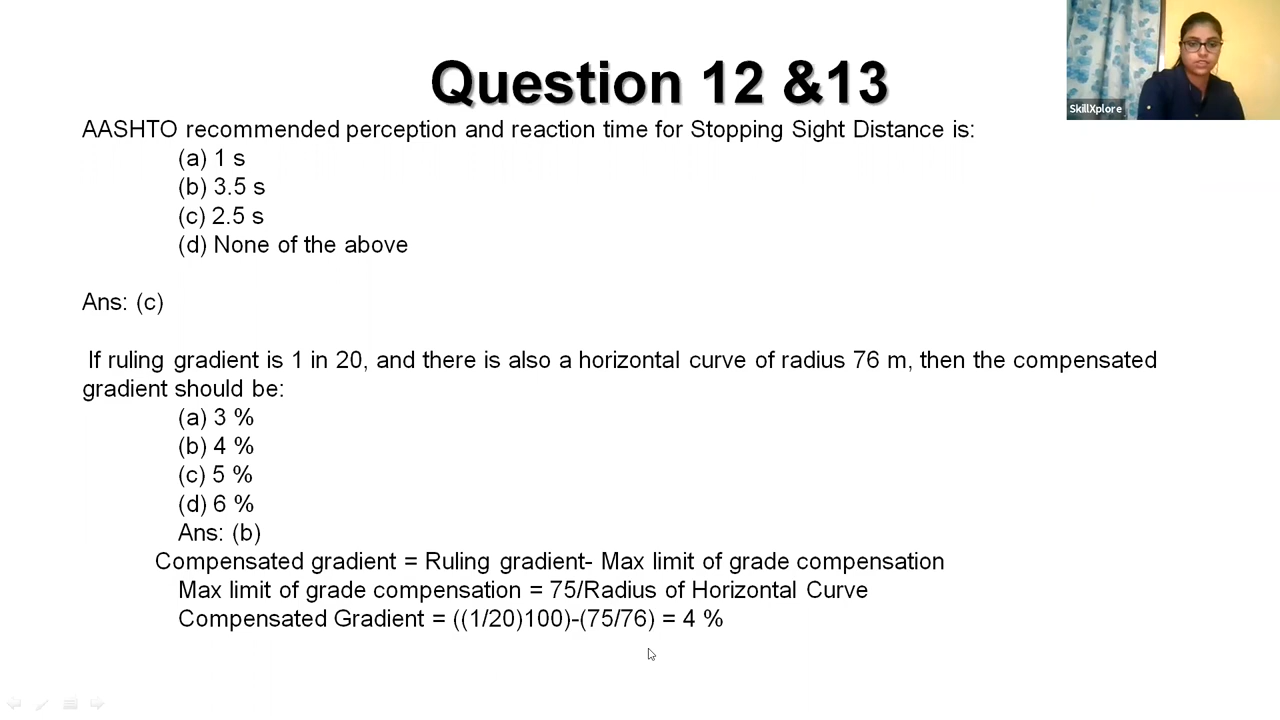 Question 12 &13
SkillXplore
AASHTO recommended perception and reaction time for Stopping Sight Distance is:
(a) 1 s
(b) 3.5 s
(c) 2.5 s
(d) None of the above
Ans: (c)
If ruling gradient is 1 in 20, and there is also a horizontal curve of radius 76 m, then the compensated
gradient should be:
(a) 3 %
(b) 4 %
(c) 5 %
(d) 6 %
Ans: (b)
Compensated gradient = Ruling gradient- Max limit of grade compensation
Max limit of grade compensation = 75/Radius of Horizontal Curve
Compensated Gradient = ((1/20)100)-(75/76) = 4 %